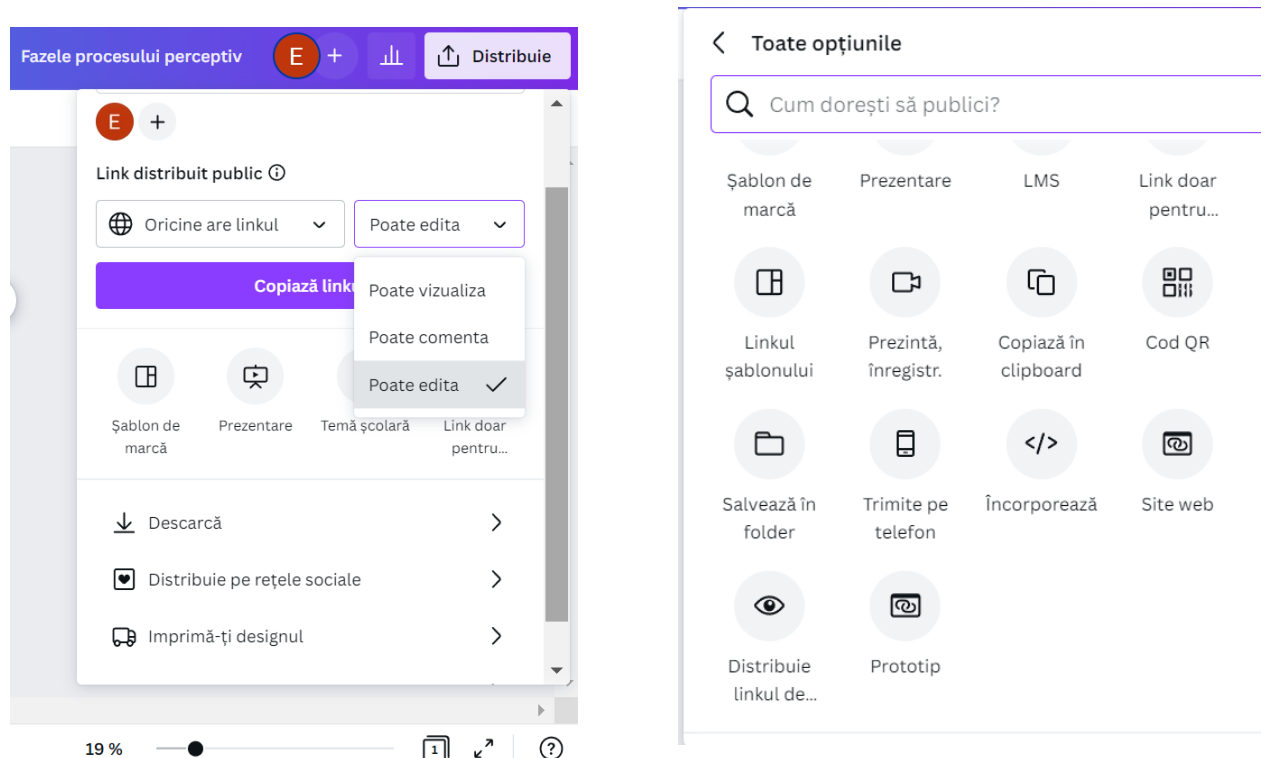 Fazele procesului perceptiv
E
+
Distribuie
E
+
Link distribuit public
Oricine are linkul
Poate edita
Copiază linku
Poate vizualiza
Poate comenta
Poate edita
Șablon de
marcă
Prezentare
Temă școlară
Link doar
pentru...
Descarcă
Distribuie pe rețele sociale
Imprimă-ți designul
19 %
1
?
Toate opțiunile
Cum dorești să publici?
Șablon de
marcă
Prezentare
LMS
Link doar
pentru...
Linkul
șablonului
Prezintă,
înregistr.
Copiază în
clipboard
Cod QR
Salvează în
folder
Trimite pe
telefon
</>
Încorporează
Site web
Distribuie
linkul de...
Prototip